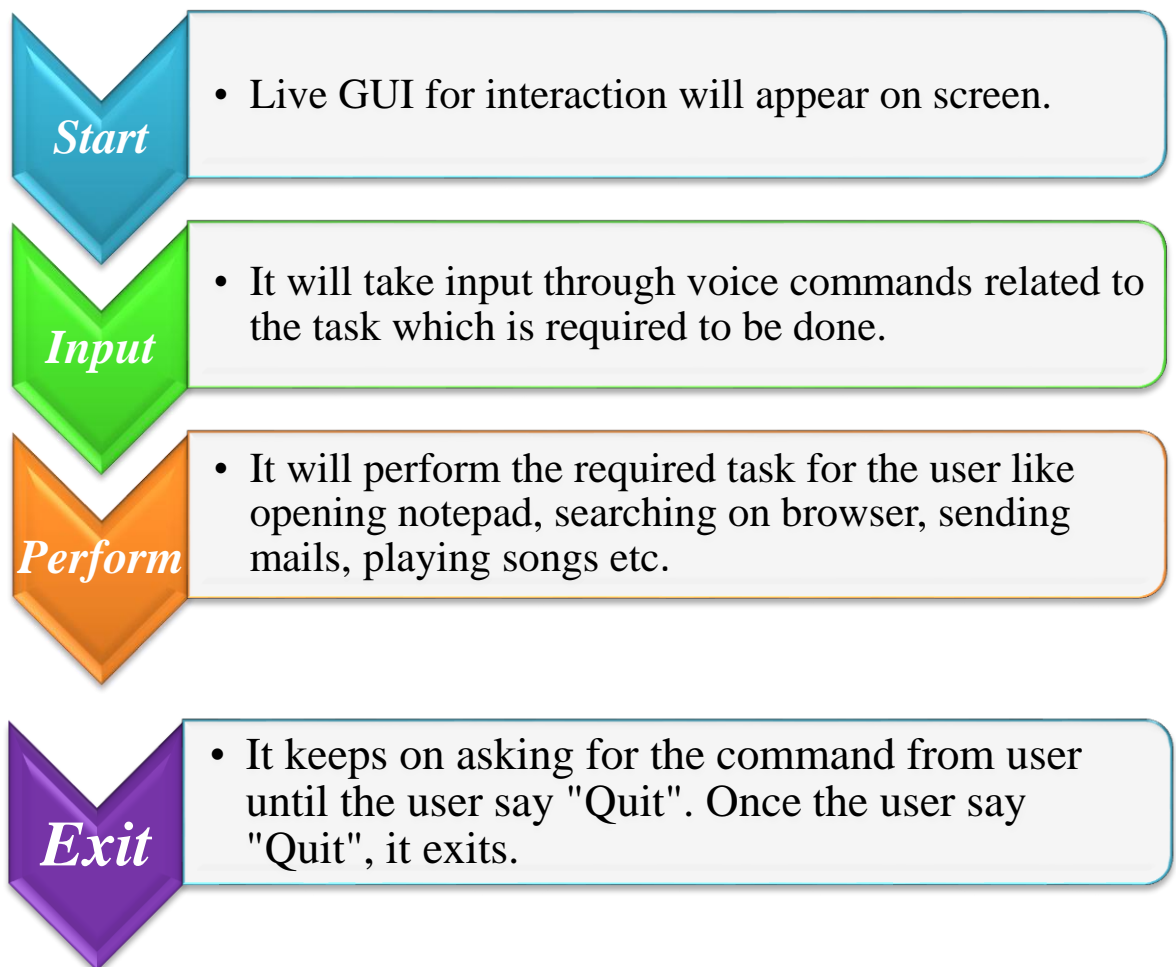 Start
• Live GUI for interaction will appear on screen.
Input
• It will take input through voice commands related to
the task which is required to be done.
Perform
• It will perform the required task for the user like
opening notepad, searching on browser, sending
mails, playing songs etc.
Exit
• It keeps on asking for the command from user
until the user say "Quit". Once the user say
"Quit", it exits.